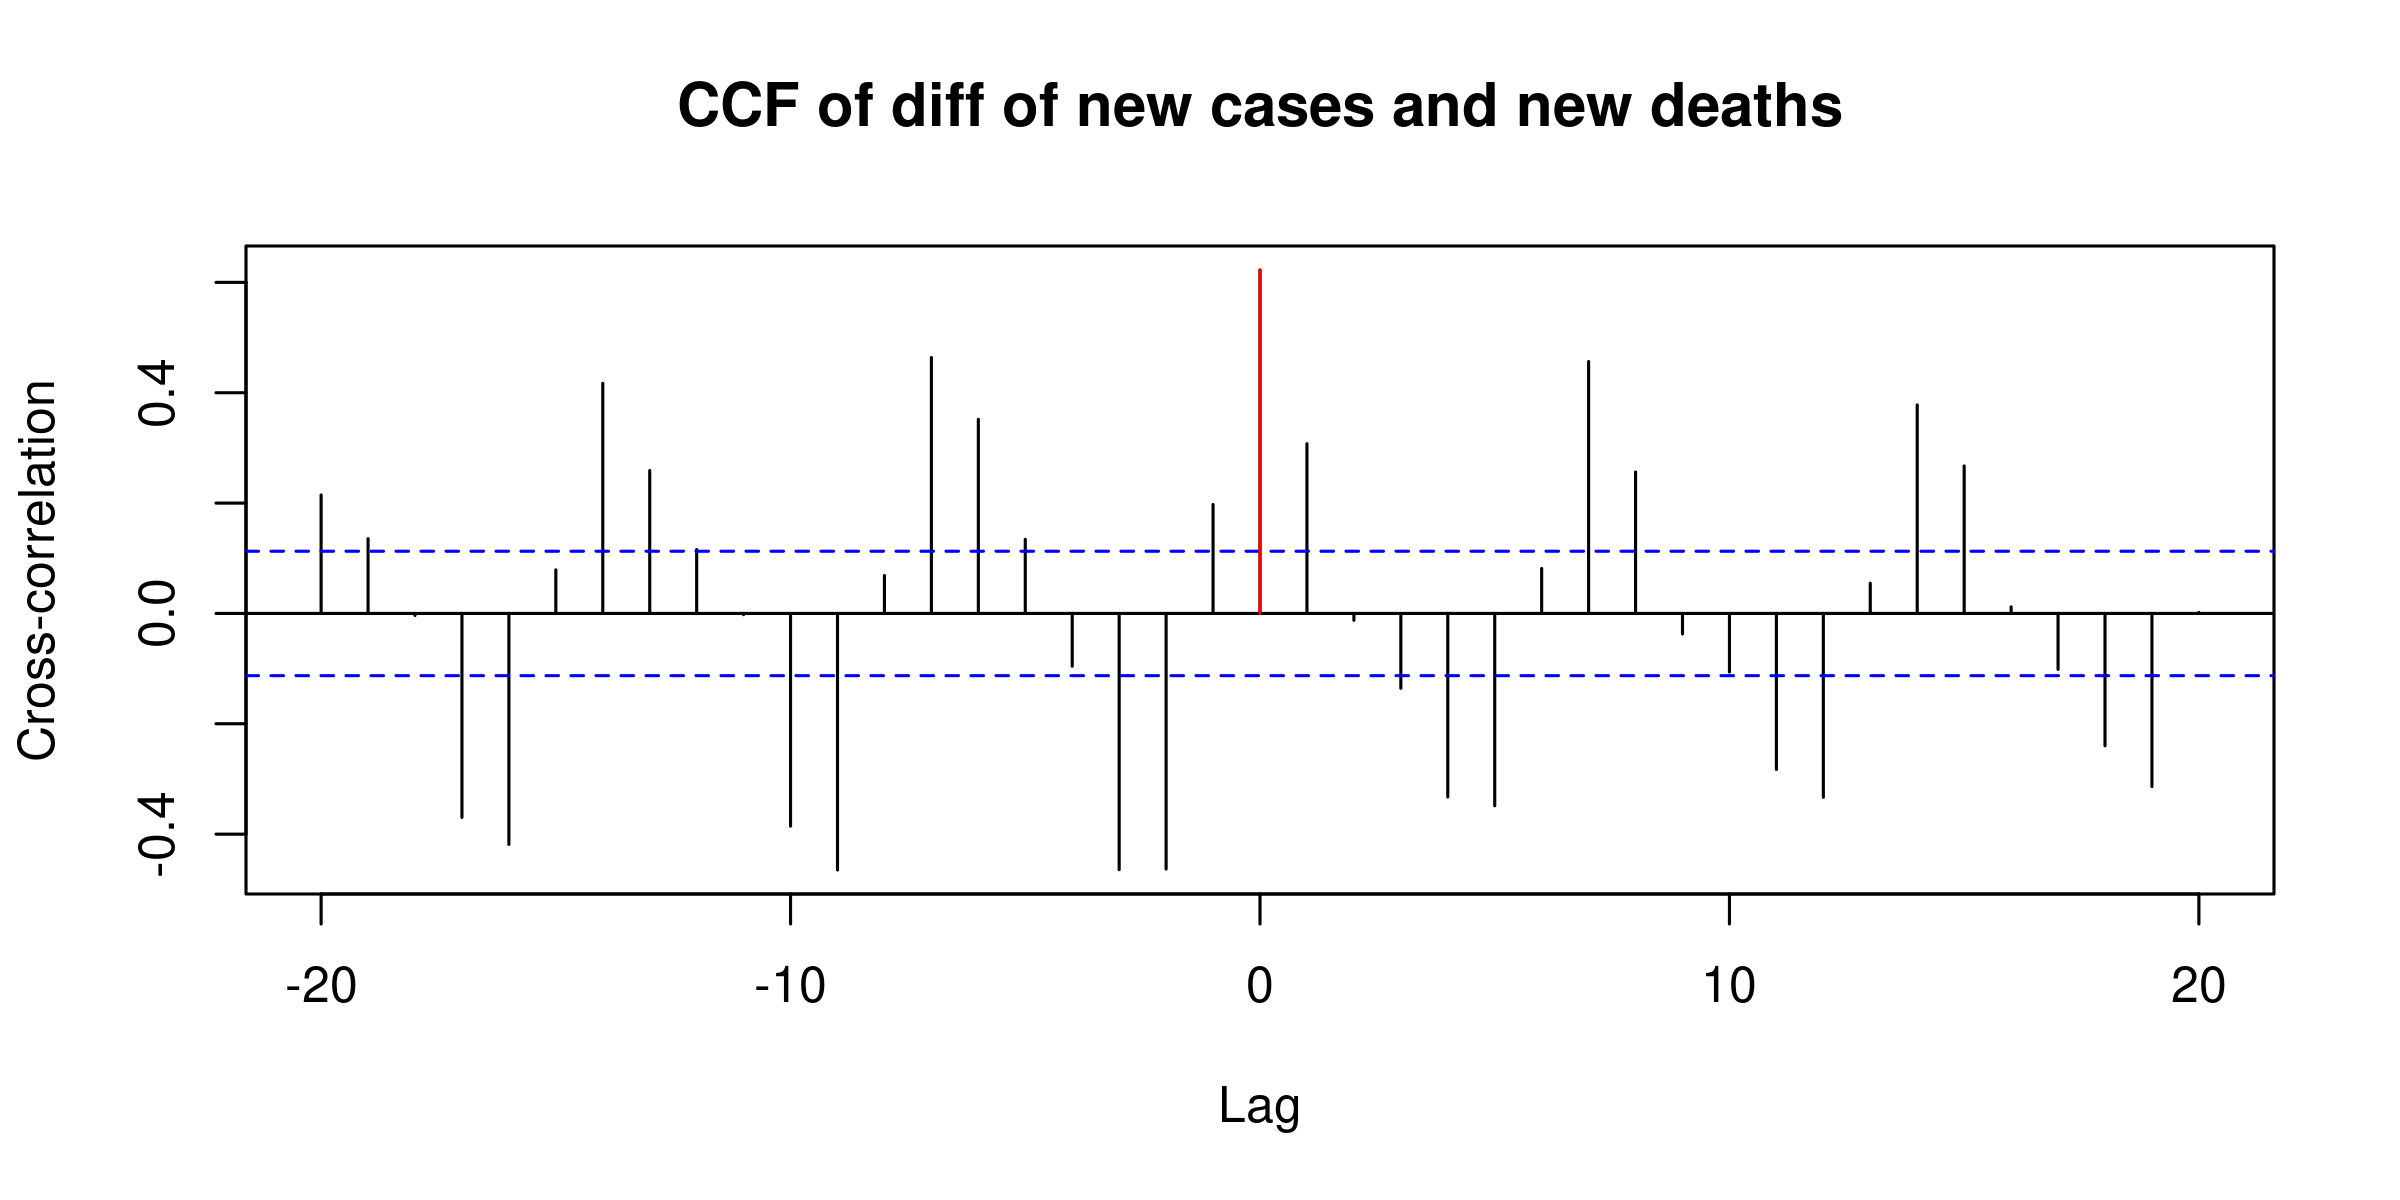 CCF of diff of new cases and new deaths
Cross-correlation
0.4
0.0
-0.4
-20 -10 0 10 20
Lag